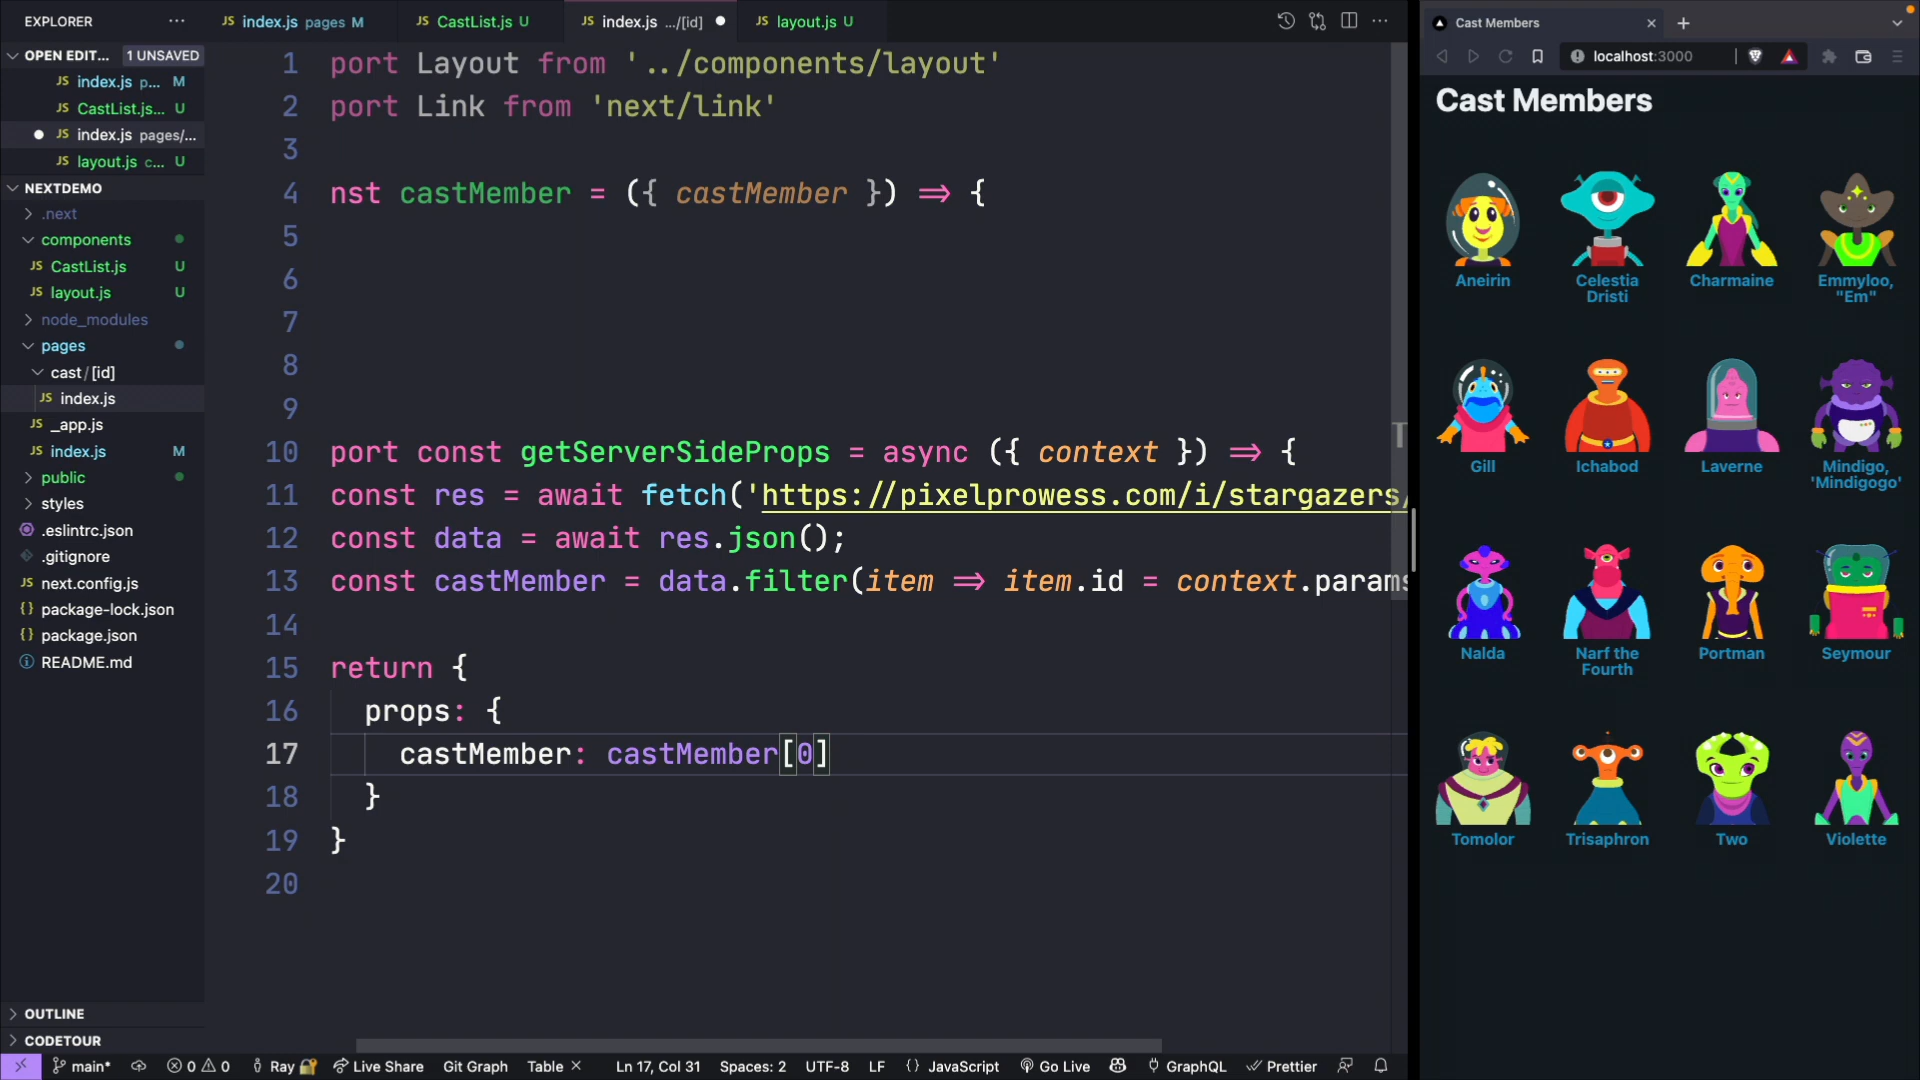 EXPLORER
OPEN EDIT... 1 UNSAVED
JS index.js p... M
JS CastList.js... U
JS index.js pages/...
JS layout.js c... U
NEXTDEMO
.next
components
JS CastList.js U
JS layout.js U
node_modules
pages
cast / [id]
JS index.js
JS _app.js
JS index.js M
public
styles
.eslintrc.json
.gitignore
JS next.config.js
{} package-lock.json
{} package.json
README.md
OUTLINE
CODETOUR
JS index.js pages M
JS CastList.js U
JS index.js .../[id]
JS layout.js U
1 port Layout from '../components/layout'
2 port Link from 'next/link'
3
4 nst castMember = ({ castMember }) => {
5
6
7
8
9
10 port const getServerSideProps = async ({ context }) => {
11 const res = await fetch('https://pixelprowess.com/i/stargazers/
12 const data = await res.json();
13 const castMember = data.filter(item => item.id = context.params
14
15 return {
16 props: {
17 castMember: castMember[0]
18 }
19 }
20
main* 0 0 Ray Live Share Git Graph Table Ln 17, Col 31 Spaces: 2 UTF-8 LF {} JavaScript Go Live GraphQL Prettier
Cast Members
localhost:3000
Cast Members
Aneirin
Celestia
Dristi
Charmaine
Emmyloo,
"Em"
Gill
Ichabod
Laverne
Mindigo,
'Mindigogo'
Nalda
Narf the
Fourth
Portman
Seymour
Tomolor
Trisaphron
Two
Violette